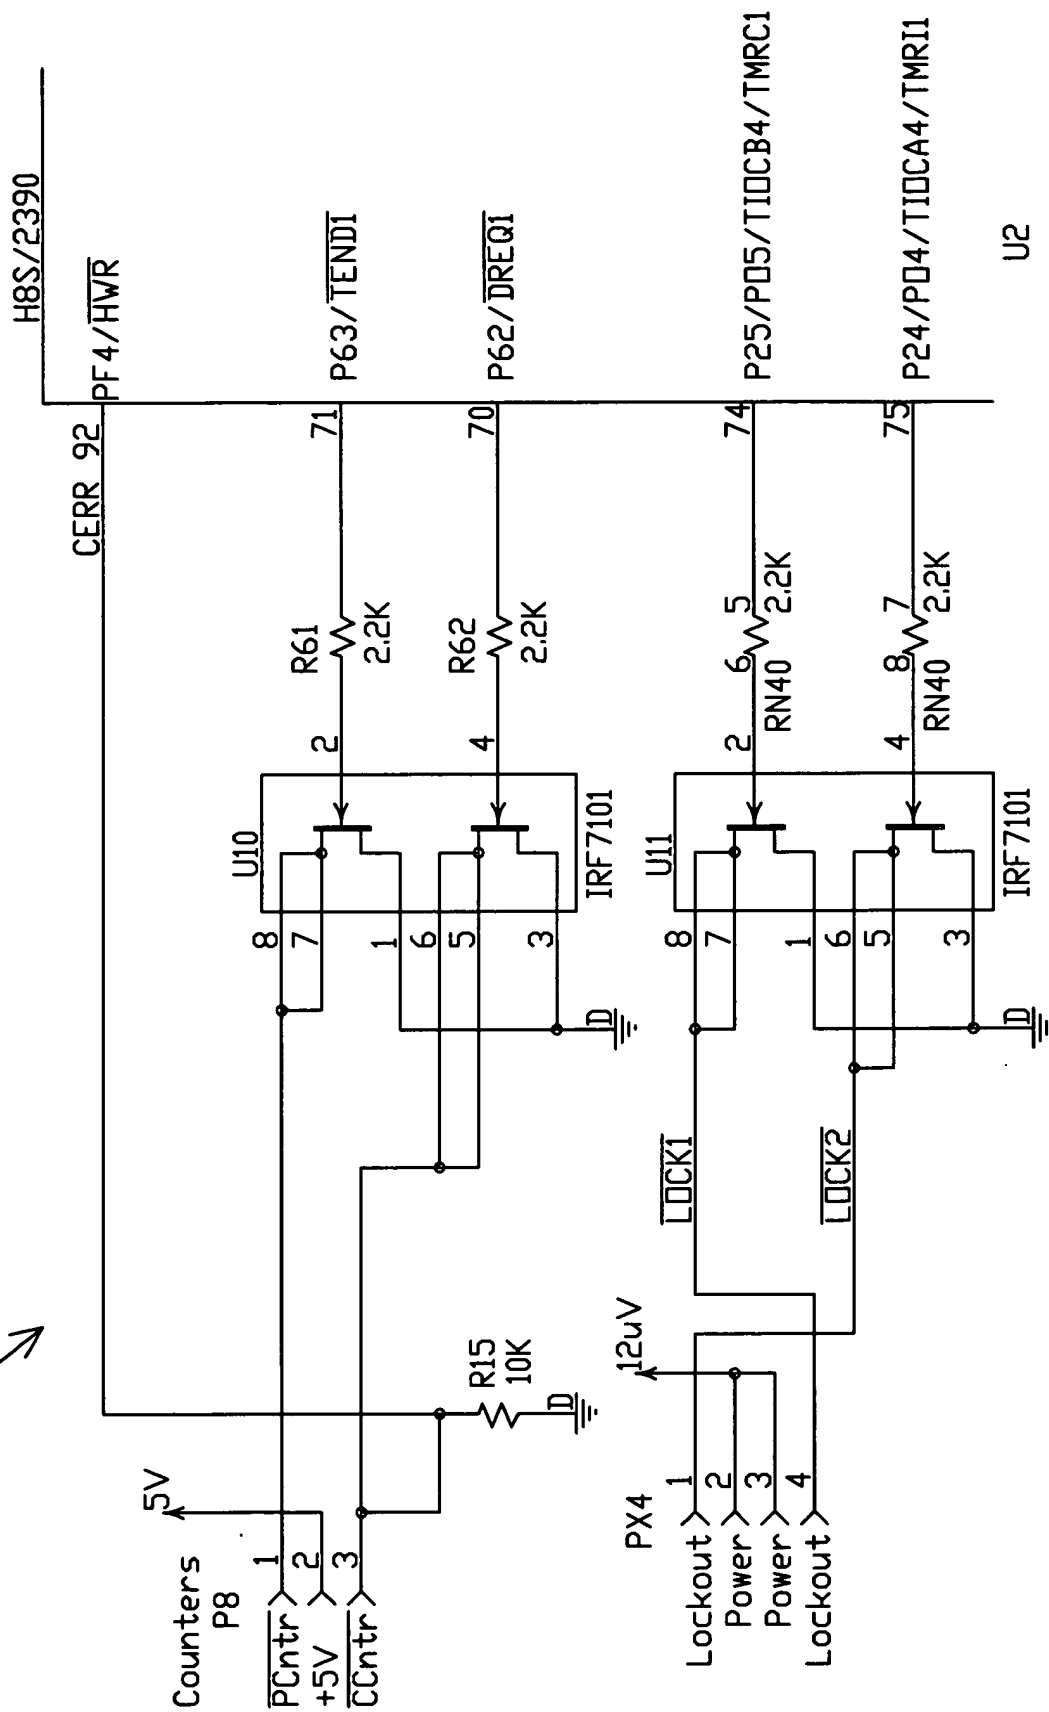 H8S/2390
CERR 92 PF4/HWR
5V
Counters
P8
PCntr 1
+5V 2
CCntr 3
R15
10K
D
U10
8
7
1
6
5
3
2
4
IRF7101
D
R61
2.2K
71 P63/TEND1
R62
2.2K
70 P62/DREQ1
12uV
PX4
Lockout 1
Power 2
Power 3
Lockout 4
LOCK1
LOCK2
U11
8
7
1
6
5
3
2
4
IRF7101
D
6 5
RN40 2.2K
74 P25/PO5/TIOCB4/TMRC1
8 7
RN40 2.2K
75 P24/PO4/TIOCA4/TMRI1
U2